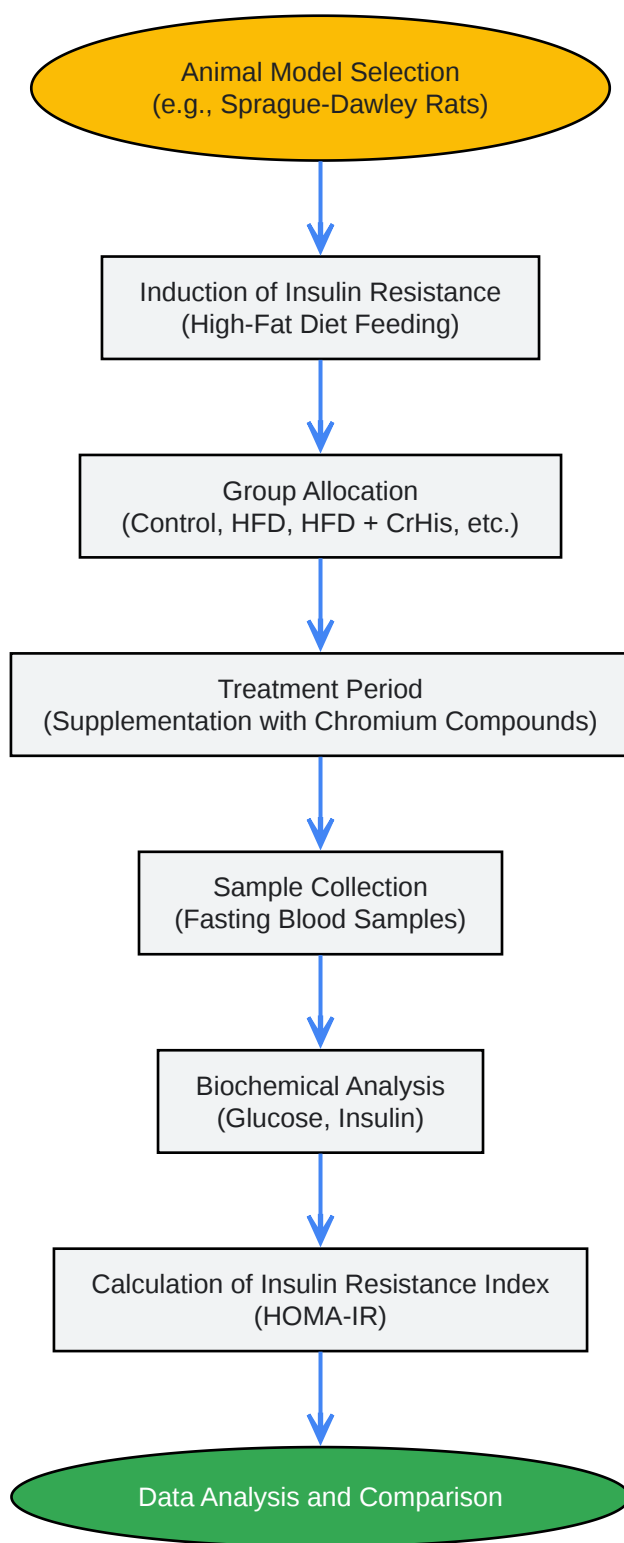 Animal Model Selection
(e.g., Sprague-Dawley Rats)
Induction of Insulin Resistance
(High-Fat Diet Feeding)
Group Allocation
(Control, HFD, HFD + CrHis, etc.)
Treatment Period
(Supplementation with Chromium Compounds)
Sample Collection
(Fasting Blood Samples)
Biochemical Analysis
(Glucose, Insulin)
Calculation of Insulin Resistance Index
(HOMA-IR)
Data Analysis and Comparison